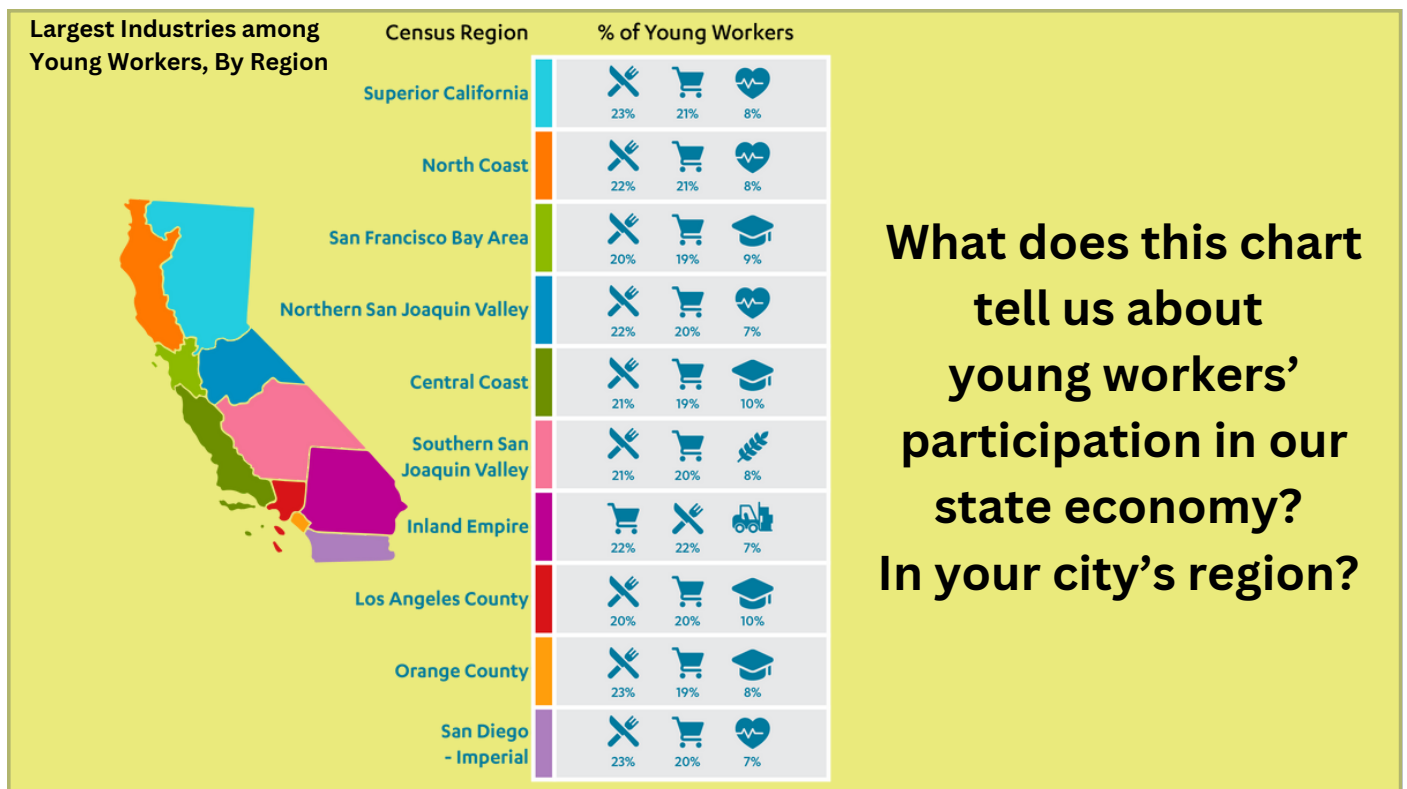 Largest Industries among
Young Workers, By Region
Census Region
% of Young Workers
Superior California
23% 21% 8%
North Coast
22% 21% 8%
San Francisco Bay Area
20% 19% 9%
Northern San Joaquin Valley
22% 20% 7%
Central Coast
21% 19% 10%
Southern San
Joaquin Valley
21% 20% 8%
Inland Empire
22% 22% 7%
Los Angeles County
20% 20% 10%
Orange County
23% 19% 8%
San Diego
- Imperial
23% 20% 7%
What does this chart
tell us about
young workers’
participation in our
state economy?
In your city’s region?